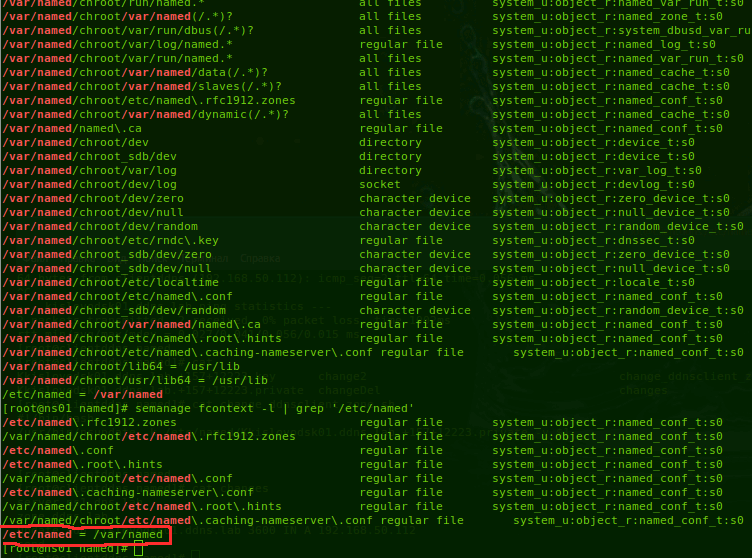 /var/named/chroot/run/named.* all files system_u:object_r:named_var_run_t:s0
/var/named/chroot/var/named(/.*)? all files system_u:object_r:named_zone_t:s0
/var/named/chroot/var/run/dbus(/.*)? all files system_u:object_r:system_dbusd_var_ru
/var/named/chroot/var/log/named.* regular file system_u:object_r:named_log_t:s0
/var/named/chroot/var/run/named.* all files system_u:object_r:named_var_run_t:s0
/var/named/chroot/var/named/data(/.*)? all files system_u:object_r:named_cache_t:s0
/var/named/chroot/var/named/slaves(/.*)? all files system_u:object_r:named_cache_t:s0
/var/named/chroot/etc/named\.rfc1912.zones regular file system_u:object_r:named_conf_t:s0
/var/named/chroot/var/named/dynamic(/.*)? all files system_u:object_r:named_cache_t:s0
/var/named/named\.ca regular file system_u:object_r:named_conf_t:s0
/var/named/chroot/dev directory system_u:object_r:device_t:s0
/var/named/chroot_sdb/dev directory system_u:object_r:device_t:s0
/var/named/chroot/var/log directory system_u:object_r:var_log_t:s0
/var/named/chroot/dev/log socket system_u:object_r:devlog_t:s0
/var/named/chroot/dev/zero character device system_u:object_r:zero_device_t:s0
/var/named/chroot/dev/null character device system_u:object_r:null_device_t:s0
/var/named/chroot/dev/random character device system_u:object_r:random_device_t:s0
/var/named/chroot/etc/rndc\.key regular file system_u:object_r:dnssec_t:s0
/var/named/chroot_sdb/dev/zero character device system_u:object_r:zero_device_t:s0
/var/named/chroot_sdb/dev/null character device system_u:object_r:null_device_t:s0
/var/named/chroot/etc/localtime regular file system_u:object_r:locale_t:s0
/var/named/chroot/etc/named\.conf regular file system_u:object_r:named_conf_t:s0
/var/named/chroot_sdb/dev/random character device system_u:object_r:random_device_t:s0
/var/named/chroot/var/named/named\.ca regular file system_u:object_r:named_conf_t:s0
/var/named/chroot/etc/named\.root\.hints regular file system_u:object_r:named_conf_t:s0
/var/named/chroot/etc/named\.caching-nameserver\.conf regular file system_u:object_r:named_conf_t:s0
/var/named/chroot/lib64 = /usr/lib
/var/named/chroot/usr/lib64 = /usr/lib
/etc/named = /var/named
[root@ns01 named]# semanage fcontext -l | grep '/etc/named'
/etc/named\.rfc1912.zones regular file system_u:object_r:named_conf_t:s0
/var/named/chroot/etc/named\.rfc1912.zones regular file system_u:object_r:named_conf_t:s0
/etc/named\.conf regular file system_u:object_r:named_conf_t:s0
/etc/named\.root\.hints regular file system_u:object_r:named_conf_t:s0
/var/named/chroot/etc/named\.conf regular file system_u:object_r:named_conf_t:s0
/etc/named\.caching-nameserver\.conf regular file system_u:object_r:named_conf_t:s0
/var/named/chroot/etc/named\.root\.hints regular file system_u:object_r:named_conf_t:s0
/var/named/chroot/etc/named\.caching-nameserver\.conf regular file system_u:object_r:named_conf_t:s0
/etc/named = /var/named
[root@ns01 named]#